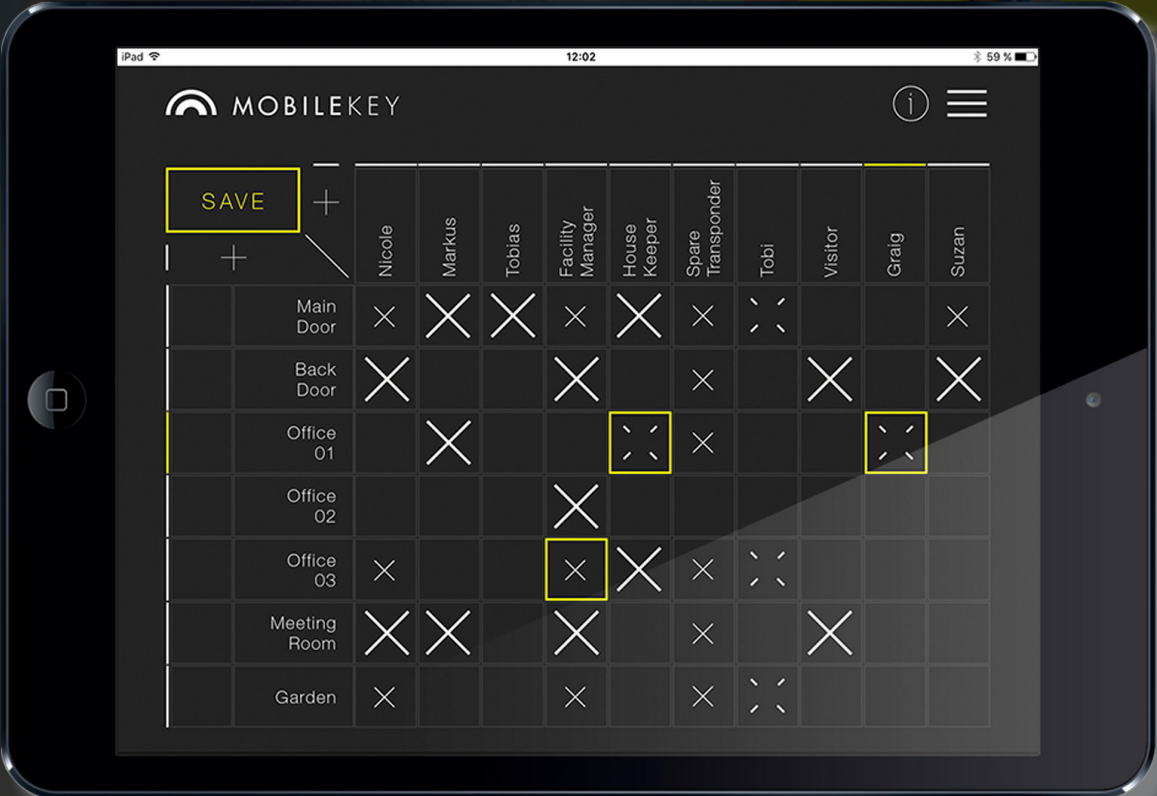 iPad 12:02 59 %
MOBILEKEY
i
SAVE
Nicole
Markus
Tobias
Facility
Manager
House
Keeper
Spare
Transponder
Tobi
Visitor
Graig
Suzan
Main
Door
Back
Door
Office
01
Office
02
Office
03
Meeting
Room
Garden